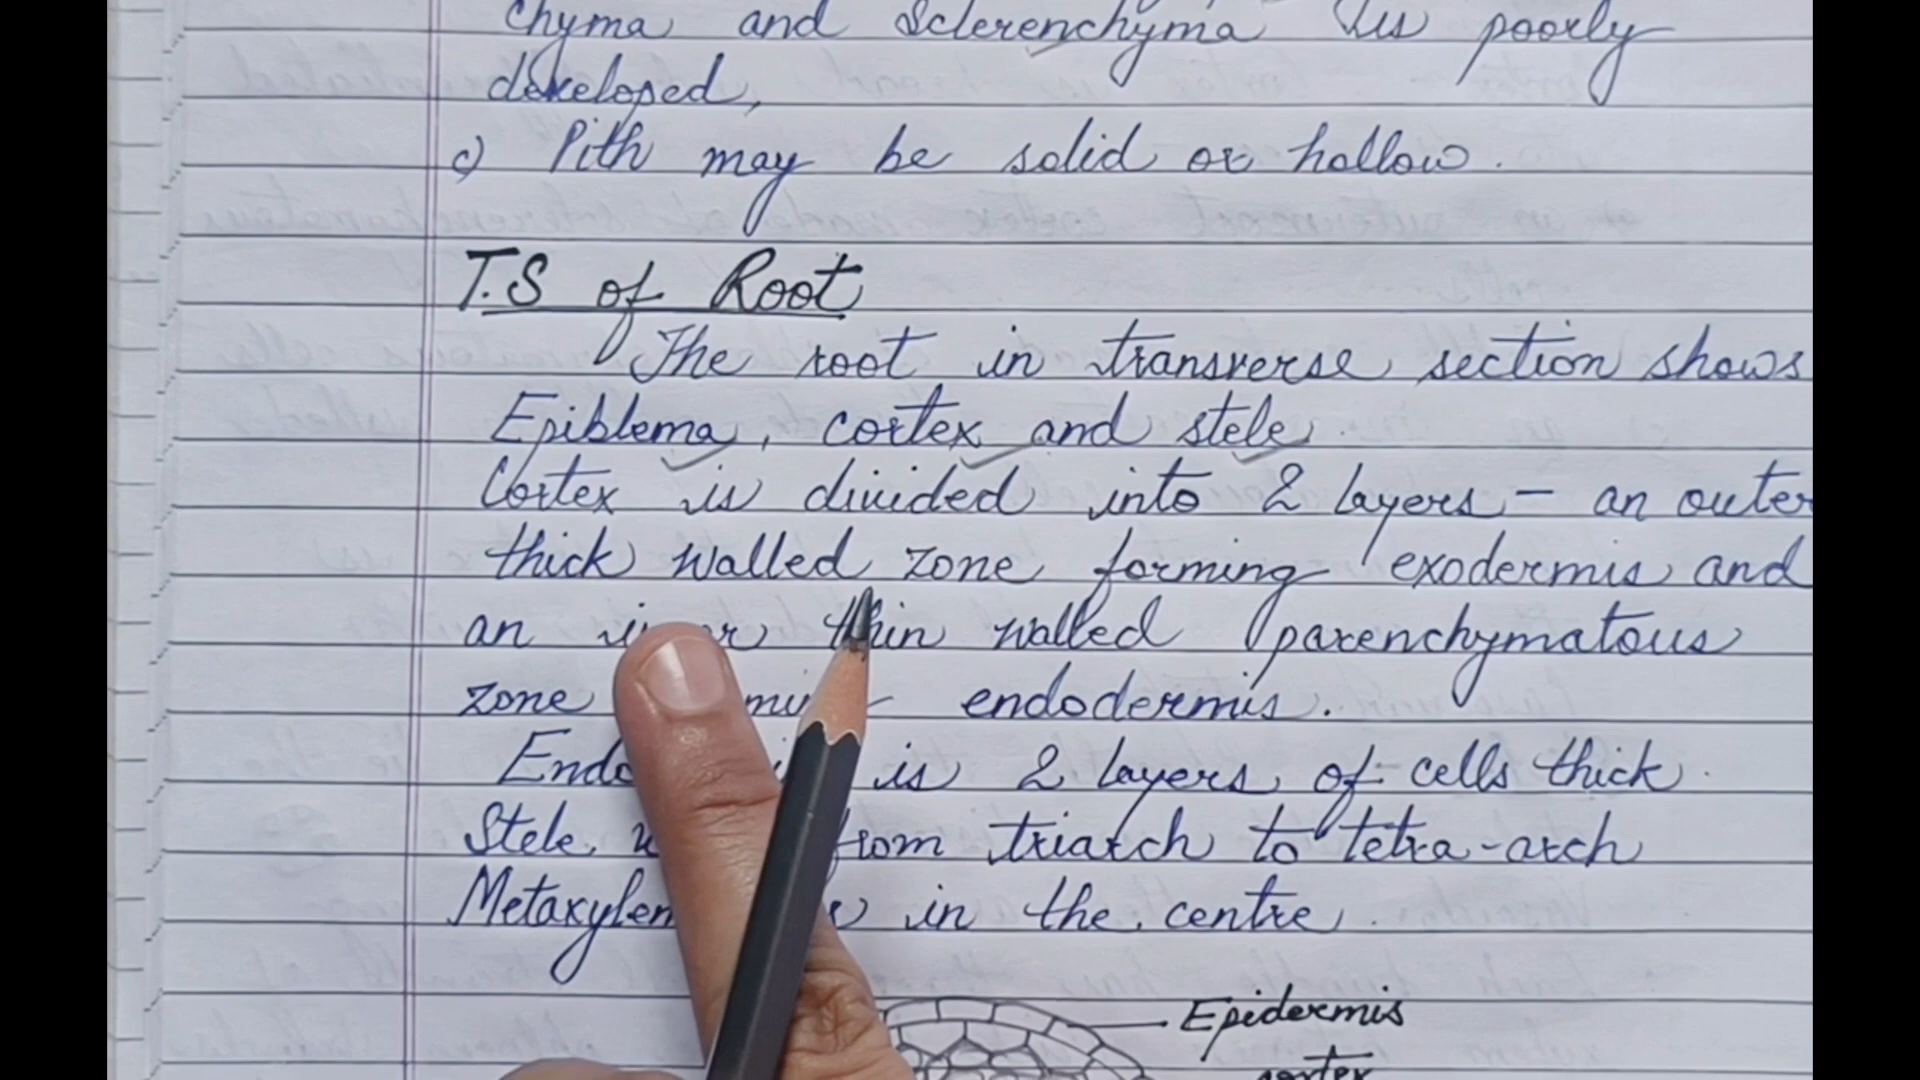 chyma and Sclerenchyma is poorly
developed,
c) Pith may be solid or hollow.
T.S of Root
The root in transverse section shows
Epiblema, cortex and stele.
Cortex is divided into 2 layers - an outer
thick walled zone forming exodermis and
an thin walled parenchymatous
zone endodermis.
is 2 layers of cells thick.
Stele from triarch to tetra-arch
Metaxylem in the centre.
Epidermis
cortex